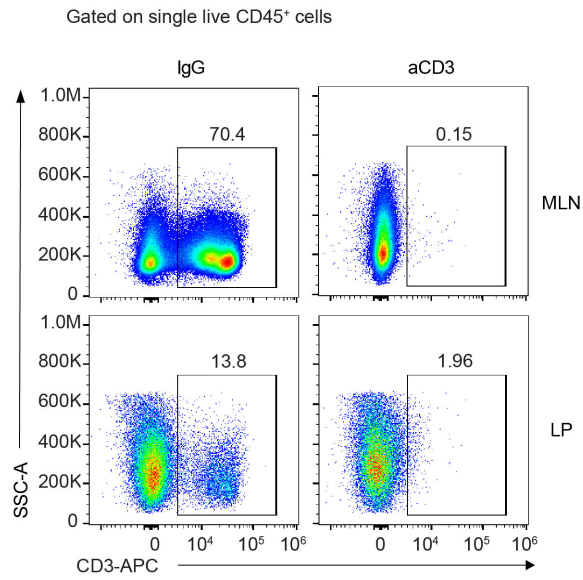 Gated on single live CD45⁺ cells
IgG aCD3
1.0M
800K
600K
400K
200K
0
70.4
0.15
MLN
1.0M
800K
600K
400K
200K
0
13.8
1.96
LP
SSC-A
0 10⁴ 10⁵ 10⁶ 0 10⁴ 10⁵ 10⁶
CD3-APC